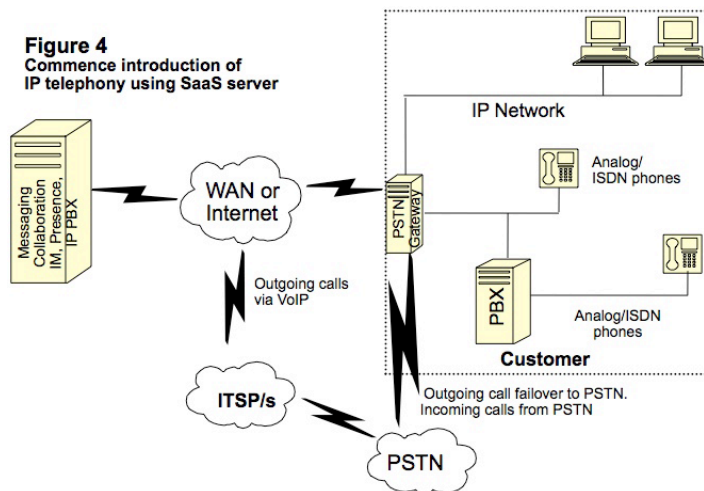 Figure 4
Commence introduction of
IP telephony using SaaS server
IP Network
Messaging
Collaboration
IM, Presence,
IP PBX
WAN or
Internet
PSTN
Gateway
Analog/
ISDN phones
Outgoing calls
via VoIP
PBX
Analog/ISDN
phones
Customer
ITSP/s
Outgoing call failover to PSTN.
Incoming calls from PSTN
PSTN